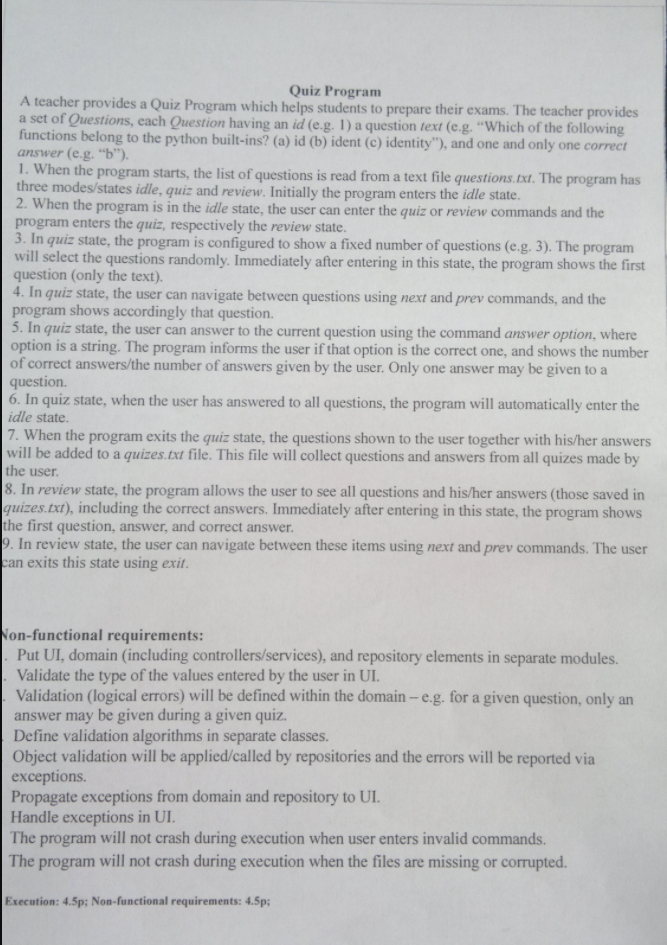 Quiz Program
A teacher provides a Quiz Program which helps students to prepare their exams. The teacher provides
a set of Questions, each Question having an id (e.g. 1) a question text (e.g. “Which of the following
functions belong to the python built-ins? (a) id (b) ident (c) identity”), and one and only one correct
answer (e.g. “b”).
1. When the program starts, the list of questions is read from a text file questions.txt. The program has
three modes/states idle, quiz and review. Initially the program enters the idle state.
2. When the program is in the idle state, the user can enter the quiz or review commands and the
program enters the quiz, respectively the review state.
3. In quiz state, the program is configured to show a fixed number of questions (e.g. 3). The program
will select the questions randomly. Immediately after entering in this state, the program shows the first
question (only the text).
4. In quiz state, the user can navigate between questions using next and prev commands, and the
program shows accordingly that question.
5. In quiz state, the user can answer to the current question using the command answer option, where
option is a string. The program informs the user if that option is the correct one, and shows the number
of correct answers/the number of answers given by the user. Only one answer may be given to a
question.
6. In quiz state, when the user has answered to all questions, the program will automatically enter the
idle state.
7. When the program exits the quiz state, the questions shown to the user together with his/her answers
will be added to a quizes.txt file. This file will collect questions and answers from all quizes made by
the user.
8. In review state, the program allows the user to see all questions and his/her answers (those saved in
quizes.txt), including the correct answers. Immediately after entering in this state, the program shows
the first question, answer, and correct answer.
9. In review state, the user can navigate between these items using next and prev commands. The user
can exits this state using exit.
Non-functional requirements:
. Put UI, domain (including controllers/services), and repository elements in separate modules.
. Validate the type of the values entered by the user in UI.
. Validation (logical errors) will be defined within the domain – e.g. for a given question, only an
answer may be given during a given quiz.
. Define validation algorithms in separate classes.
Object validation will be applied/called by repositories and the errors will be reported via
exceptions.
Propagate exceptions from domain and repository to UI.
Handle exceptions in UI.
The program will not crash during execution when user enters invalid commands.
The program will not crash during execution when the files are missing or corrupted.
Execution: 4.5p; Non-functional requirements: 4.5p;